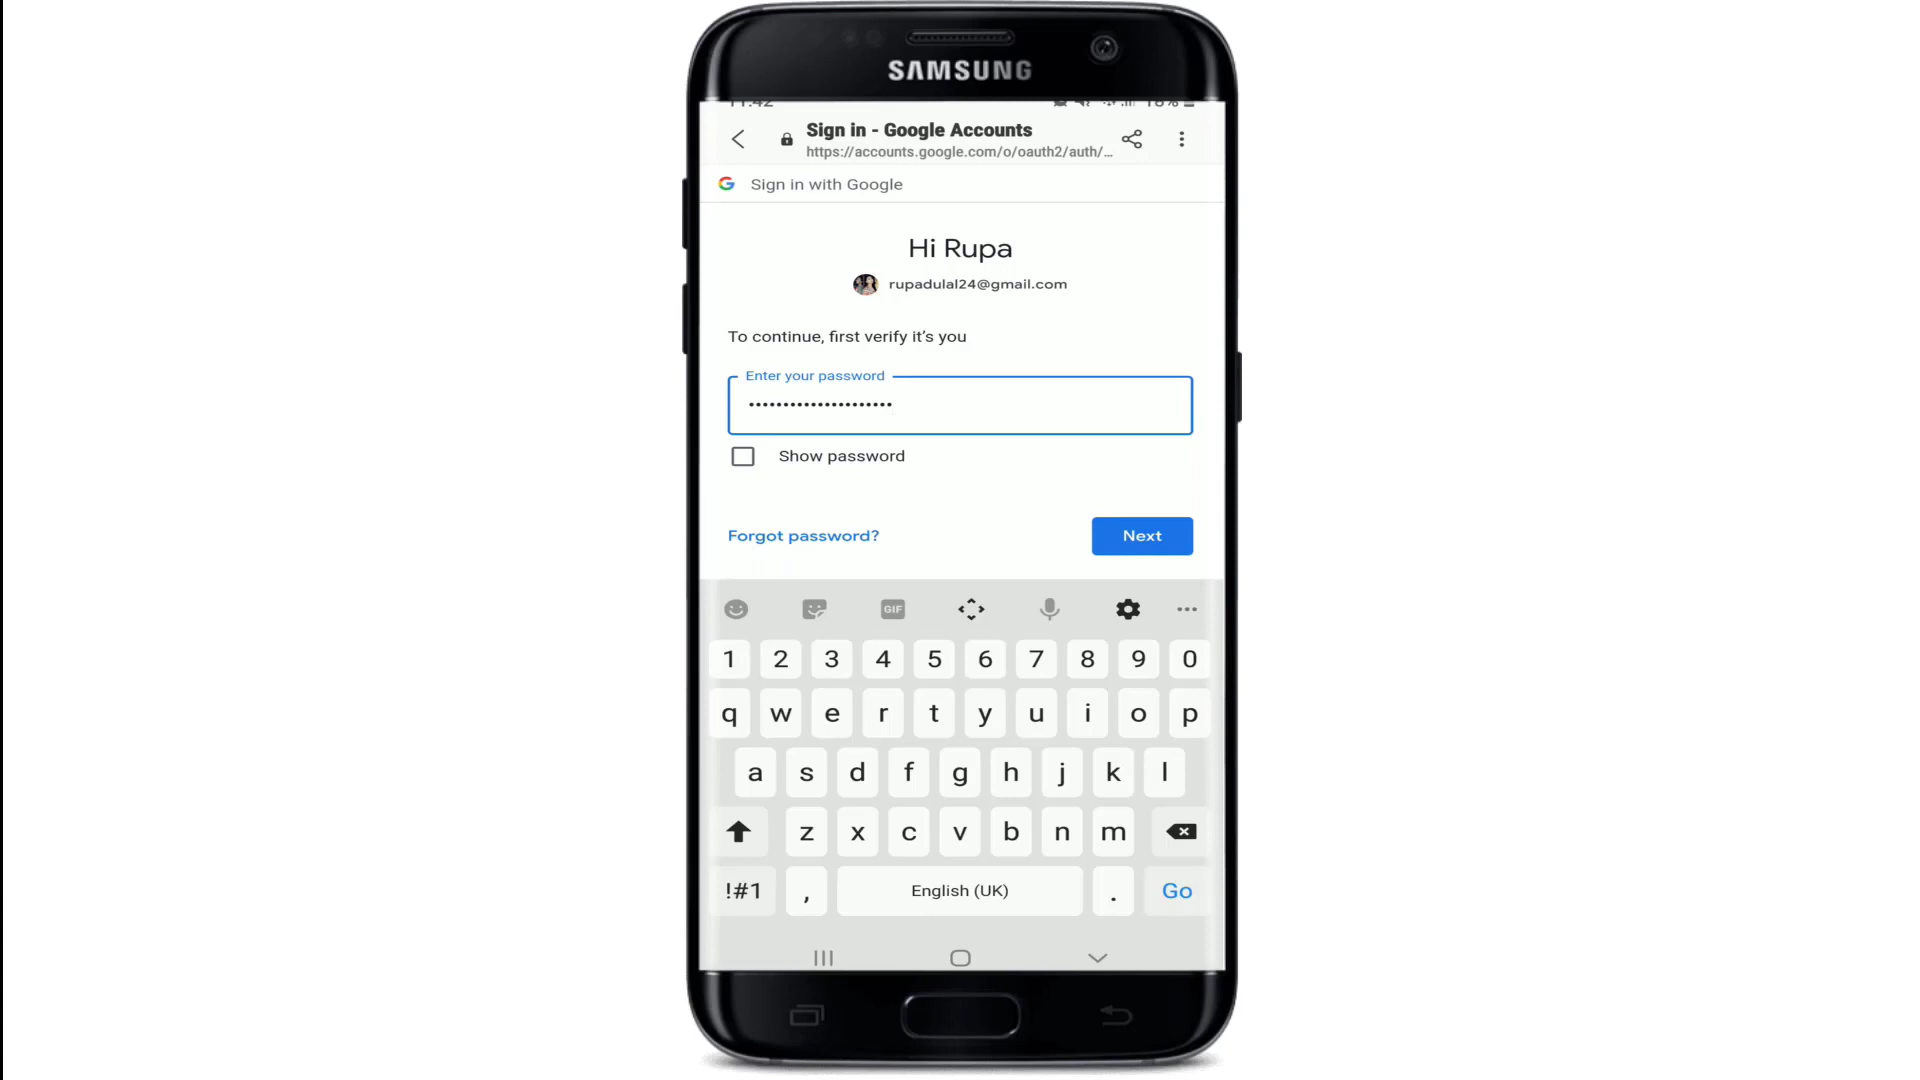 SAMSUNG
11:42
Sign in - Google Accounts
https://accounts.google.com/o/oauth2/auth/...
Sign in with Google
Hi Rupa
rupadulal24@gmail.com
To continue, first verify it's you
Enter your password
•••••••••••••••••••••
Show password
Forgot password?
Next
GIF
1 2 3 4 5 6 7 8 9 0
q w e r t y u i o p
a s d f g h j k l
z x c v b n m
!#1 , English (UK) . Go